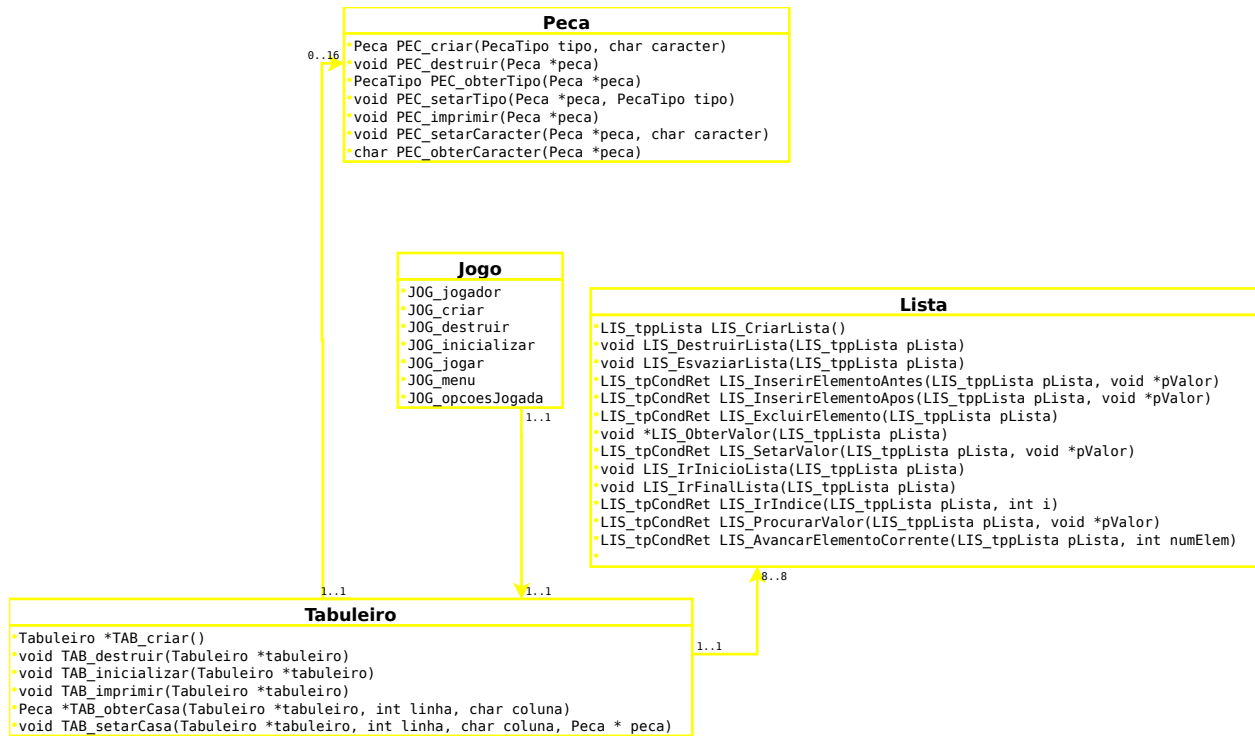 Peca
Peca PEC_criar(PecaTipo tipo, char caracter)
void PEC_destruir(Peca *peca)
PecaTipo PEC_obterTipo(Peca *peca)
void PEC_setarTipo(Peca *peca, PecaTipo tipo)
void PEC_imprimir(Peca *peca)
void PEC_setarCaracter(Peca *peca, char caracter)
char PEC_obterCaracter(Peca *peca)
0..16
Jogo
JOG_jogador
JOG_criar
JOG_destruir
JOG_inicializar
JOG_jogar
JOG_menu
JOG_opcoesJogada
1..1
Lista
LIS_tppLista LIS_CriarLista()
void LIS_DestruirLista(LIS_tppLista pLista)
void LIS_EsvaziarLista(LIS_tppLista pLista)
LIS_tpCondRet LIS_InserirElementoAntes(LIS_tppLista pLista, void *pValor)
LIS_tpCondRet LIS_InserirElementoApos(LIS_tppLista pLista, void *pValor)
LIS_tpCondRet LIS_ExcluirElemento(LIS_tppLista pLista)
void *LIS_ObterValor(LIS_tppLista pLista)
LIS_tpCondRet LIS_SetarValor(LIS_tppLista pLista, void *pValor)
void LIS_IrInicioLista(LIS_tppLista pLista)
void LIS_IrFinalLista(LIS_tppLista pLista)
LIS_tpCondRet LIS_IrIndice(LIS_tppLista pLista, int i)
LIS_tpCondRet LIS_ProcurarValor(LIS_tppLista pLista, void *pValor)
LIS_tpCondRet LIS_AvancarElementoCorrente(LIS_tppLista pLista, int numElem)
8..8
1..1
1..1
Tabuleiro
Tabuleiro *TAB_criar()
void TAB_destruir(Tabuleiro *tabuleiro)
void TAB_inicializar(Tabuleiro *tabuleiro)
void TAB_imprimir(Tabuleiro *tabuleiro)
Peca *TAB_obterCasa(Tabuleiro *tabuleiro, int linha, char coluna)
void TAB_setarCasa(Tabuleiro *tabuleiro, int linha, char coluna, Peca * peca)
1..1